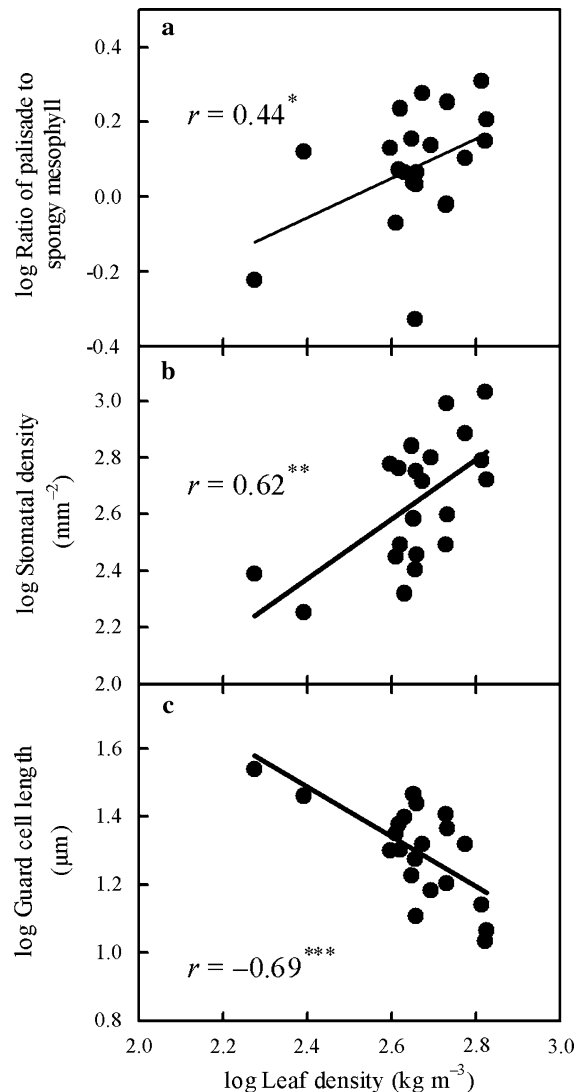 a
0.4
0.2
0.0
-0.2
-0.4
log Ratio of palisade to
spongy mesophyll
r = 0.44*
b
3.0
2.8
2.6
2.4
2.2
2.0
log Stomatal density
(mm⁻²)
r = 0.62**
c
1.6
1.4
1.2
1.0
0.8
log Guard cell length
(μm)
r = –0.69***
2.0 2.2 2.4 2.6 2.8 3.0
log Leaf density (kg m⁻³)